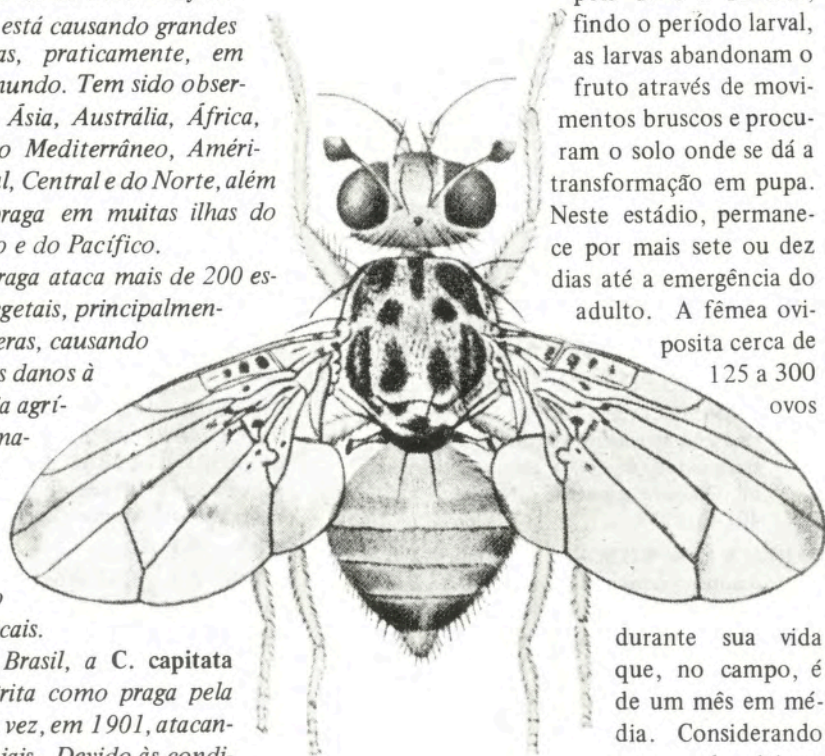 está causando grandes
as, praticamente, em
undo. Tem sido obser-
Ásia, Austrália, África,
o Mediterrâneo, Améri-
l, Central e do Norte, além
raga em muitas ilhas do
o e do Pacífico.
raga ataca mais de 200 es-
getais, principalmen-
eras, causando
s danos à
a agrí-
na-
cais.
Brasil, a C. capitata
rita como praga pela
vez, em 1901, atacan-
findo o período larval,
as larvas abandonam o
fruto através de movi-
mentos bruscos e procu-
ram o solo onde se dá a
transformação em pupa.
Neste estádio, permane-
ce por mais sete ou dez
dias até a emergência do
adulto. A fêmea ovi-
posita cerca de
125 a 300
ovos
durante sua vida
que, no campo, é
de um mês em mé-
dia. Considerando